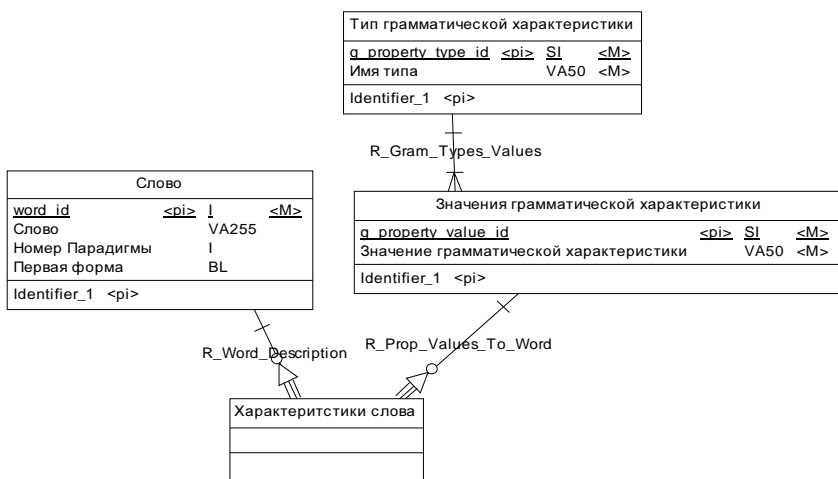 Тип грамматической характеристики
g_property_type_id <pi> SI <M>
Имя типа VA50 <M>
Identifier_1 <pi>
R_Gram_Types_Values
Слово
word_id <pi> I <M>
Слово VA255
Номер Парадигмы I
Первая форма BL
Identifier_1 <pi>
Значения грамматической характеристики
g_property_value_id <pi> SI <M>
Значение грамматической характеристики VA50 <M>
Identifier_1 <pi>
R_Word_Description
R_Prop_Values_To_Word
Характеритстики слова